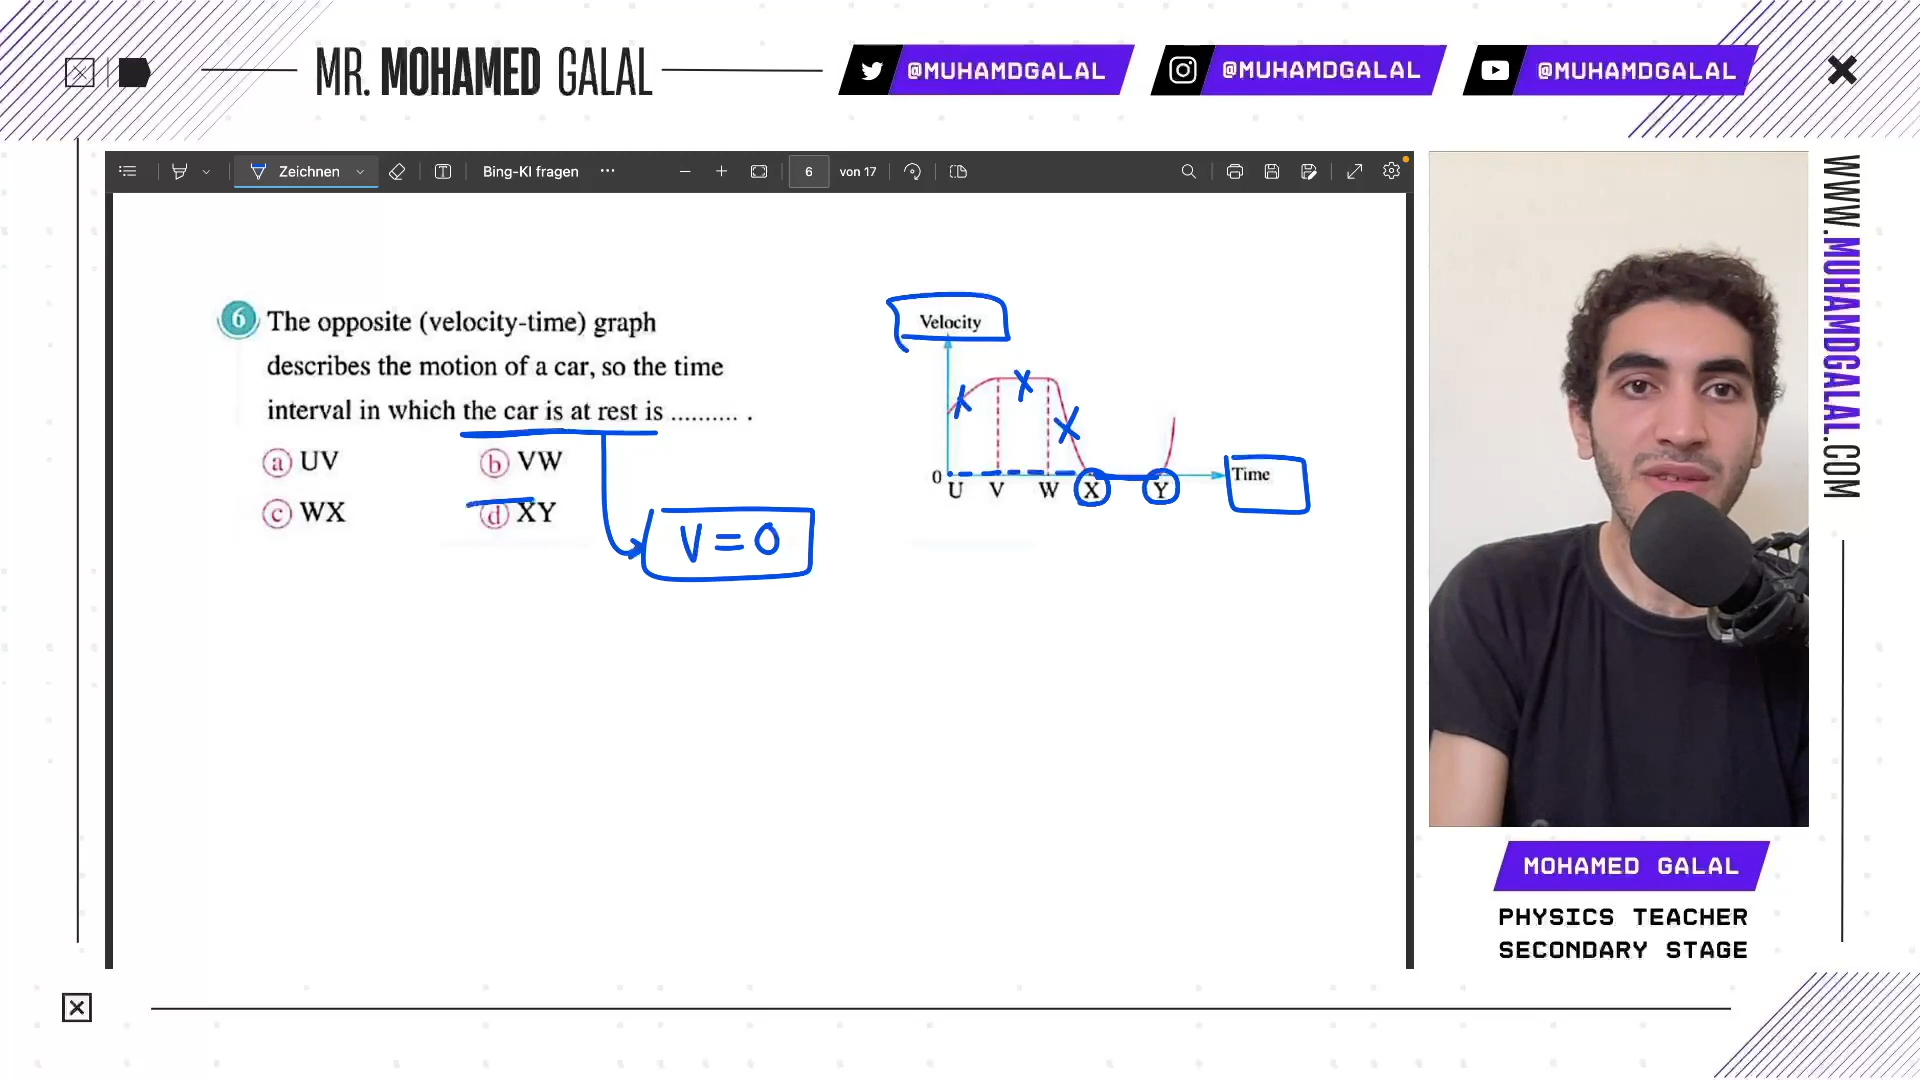 MR. MOHAMED GALAL
@MUHAMDGALAL
@MUHAMDGALAL
@MUHAMDGALAL
WWW.MUHAMDGALAL.COM
Zeichnen
Bing-KI fragen
6
von 17
6 The opposite (velocity-time) graph
describes the motion of a car, so the time
interval in which the car is at rest is .......... .
a UV
b VW
c WX
d XY
V = 0
Velocity
0
U V W X Y
Time
MOHAMED GALAL
PHYSICS TEACHER
SECONDARY STAGE